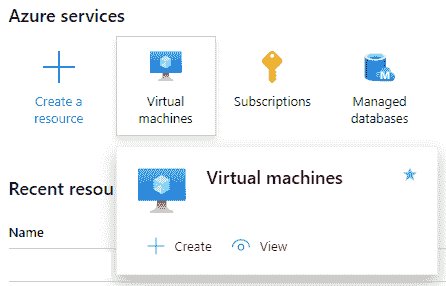 Azure services
Create a
resource
Virtual
machines
Subscriptions
Managed
databases
Virtual machines
Recent resou
Name
Create
View